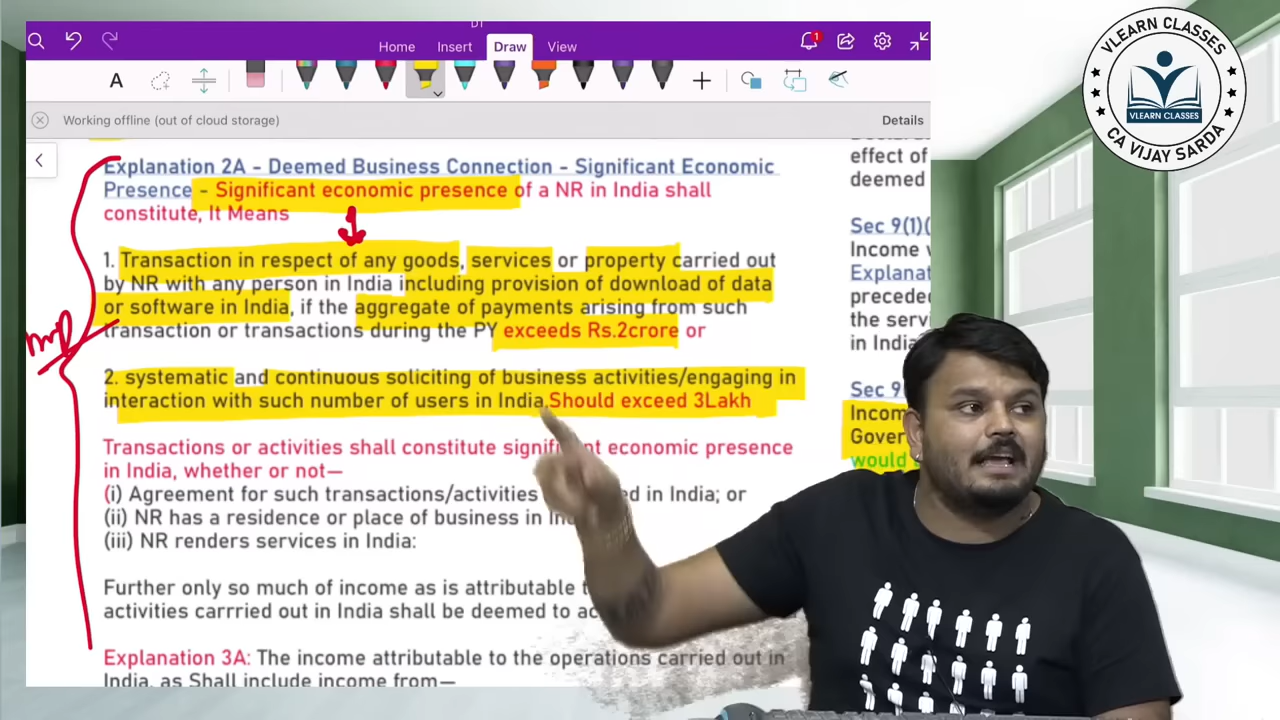 Home Insert Draw View
1
A
Working offline (out of cloud storage) Details
Explanation 2A - Deemed Business Connection - Significant Economic
Presence - Significant economic presence of a NR in India shall
constitute, It Means
1. Transaction in respect of any goods, services or property carried out
by NR with any person in India including provision of download of data
or software in India, if the aggregate of payments arising from such
transaction or transactions during the PY exceeds Rs.2crore or
2. systematic and continuous soliciting of business activities/engaging in
interaction with such number of users in India,Should exceed 3Lakh
Transactions or activities shall constitute significant economic presence
in India, whether or not—
(i) Agreement for such transactions/activities in India; or
(ii) NR has a residence or place of business in
(iii) NR renders services in India:
Further only so much of income as is attributable
activities carrried out in India shall be deemed to
Explanation 3A: The income attributable to the operations carried out in
India, as Shall include income from—
effect of
deemed
Sec 9(1)(
Income
Explanat
precede
the serv
in India
Sec 9
Incom
Gover
would
VLEARN CLASSES
VLEARN CLASSES
CA VIJAY SARDA